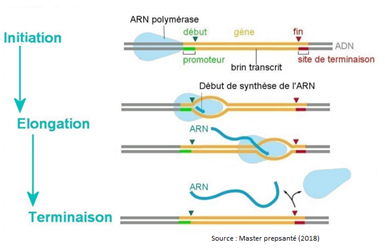 ARN polymérase
Initiation
début
gène
fin
ADN
promoteur
brin transcrit
site de terminaison
Début de synthèse de l'ARN
Elongation
ARN
ARN
Terminaison
Source : Master prepsanté (2018)